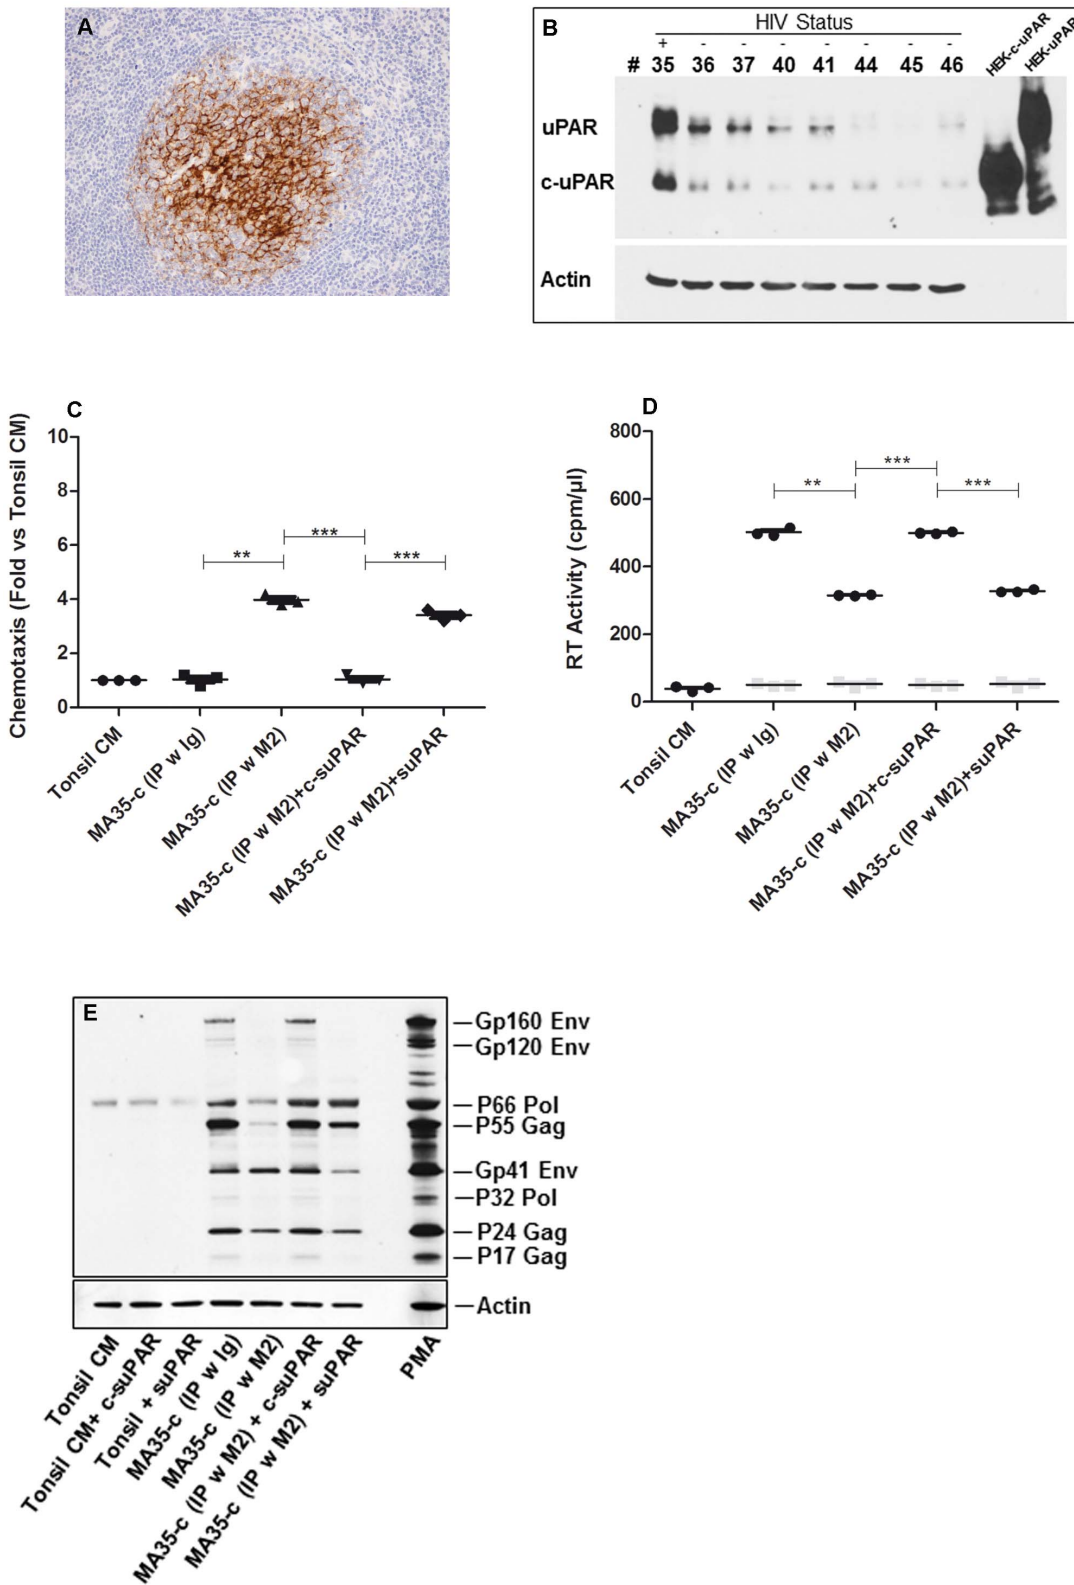 A
B
HIV Status
+ - - - - - - -
# 35 36 37 40 41 44 45 46
HEK-c-uPAR
HEK-uPAR
uPAR
c-uPAR
Actin
C
Chemotaxis (Fold vs Tonsil CM)
10
8
6
4
2
0
**
***
***
Tonsil CM
MA35-c (IP w Ig)
MA35-c (IP w M2)
MA35-c (IP w M2)+c-suPAR
MA35-c (IP w M2)+suPAR
D
RT Activity (cpm/µl)
800
600
400
200
0
**
***
***
Tonsil CM
MA35-c (IP w Ig)
MA35-c (IP w M2)
MA35-c (IP w M2)+c-suPAR
MA35-c (IP w M2)+suPAR
E
Gp160 Env
Gp120 Env
P66 Pol
P55 Gag
Gp41 Env
P32 Pol
P24 Gag
P17 Gag
Actin
Tonsil CM
Tonsil CM+ c-suPAR
Tonsil + suPAR
MA35-c (IP w Ig)
MA35-c (IP w M2)
MA35-c (IP w M2) + c-suPAR
MA35-c (IP w M2) + suPAR
PMA